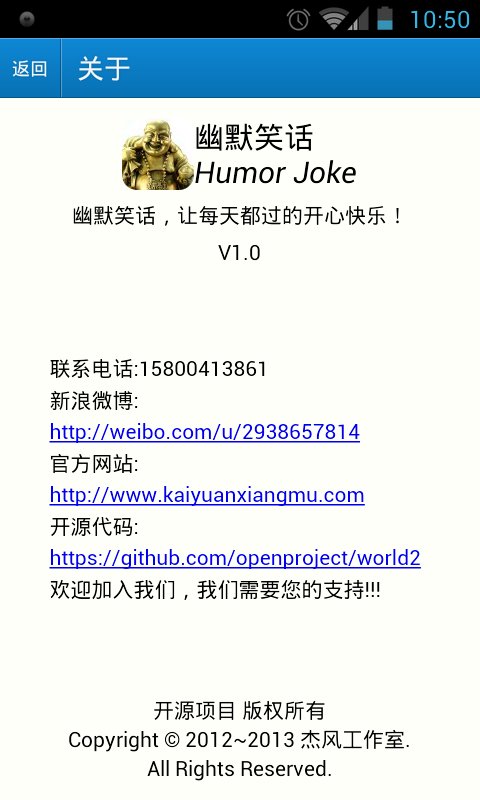 10:50
返回 关于
幽默笑话
Humor Joke
幽默笑话，让每天都过的开心快乐！
V1.0
联系电话:15800413861
新浪微博:
http://weibo.com/u/2938657814
官方网站:
http://www.kaiyuanxiangmu.com
开源代码:
https://github.com/openproject/world2
欢迎加入我们，我们需要您的支持!!!
开源项目 版权所有
Copyright © 2012~2013 杰风工作室.
All Rights Reserved.